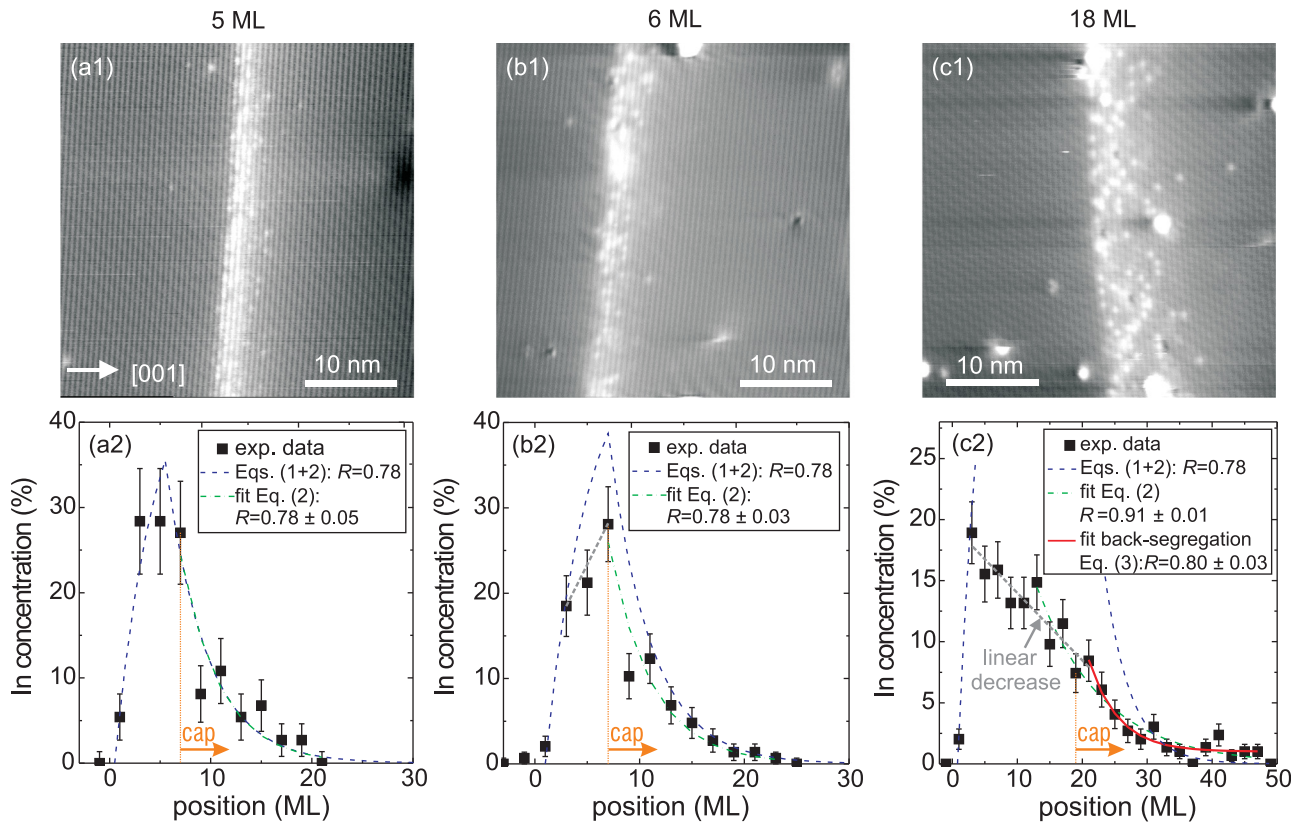 5 ML
6 ML
18 ML
(a1)
[001]
10 nm
(b1)
10 nm
(c1)
10 nm
(a2)
exp. data
Eqs. (1+2): R=0.78
fit Eq. (2):
R=0.78 ± 0.05
cap
In concentration (%)
40
30
20
10
0
0
10
20
30
position (ML)
(b2)
exp. data
Eqs. (1+2): R=0.78
fit Eq. (2):
R=0.78 ± 0.03
cap
In concentration (%)
40
30
20
10
0
0
10
20
30
position (ML)
(c2)
exp. data
Eqs. (1+2): R=0.78
fit Eq. (2)
R=0.91 ± 0.01
fit back-segregation
Eq. (3):R=0.80 ± 0.03
linear
decrease
cap
In concentration (%)
25
20
15
10
5
0
0
10
20
30
40
50
position (ML)